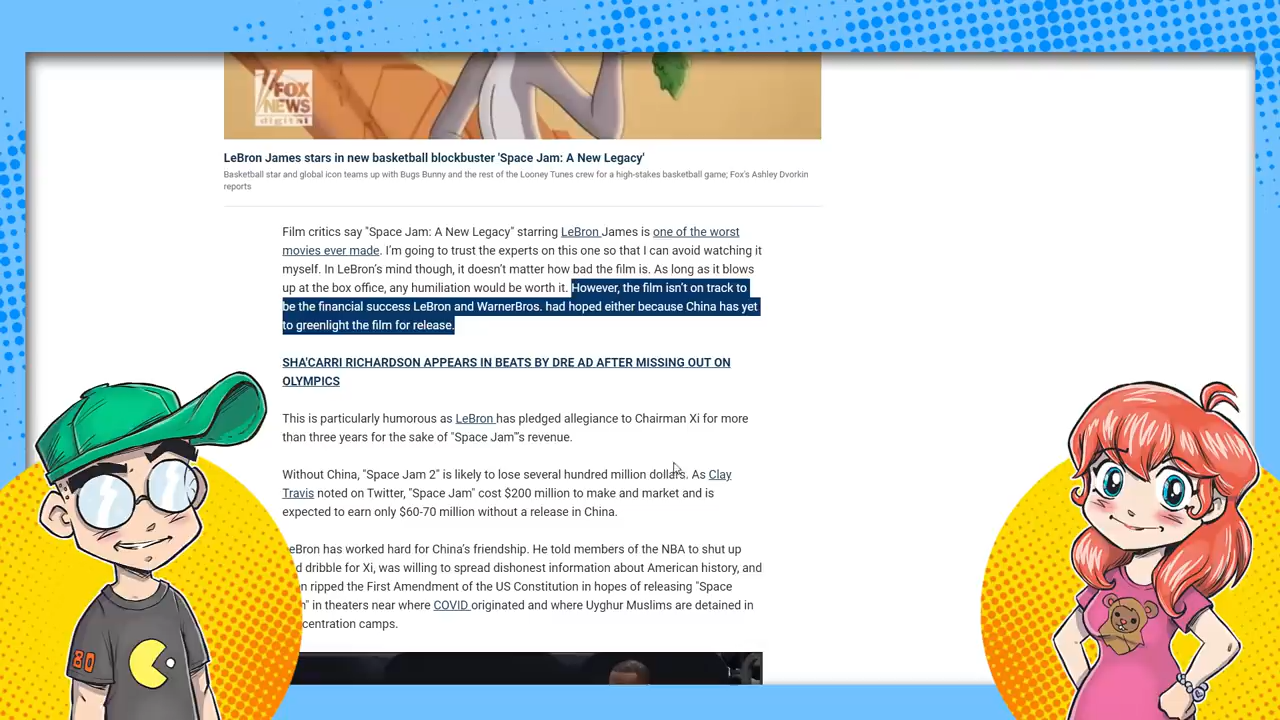 FOX
NEWS
digital
LeBron James stars in new basketball blockbuster 'Space Jam: A New Legacy'
Basketball star and global icon teams up with Bugs Bunny and the rest of the Looney Tunes crew for a high-stakes basketball game; Fox's Ashley Dvorkin
reports
Film critics say "Space Jam: A New Legacy" starring LeBron James is one of the worst
movies ever made. I'm going to trust the experts on this one so that I can avoid watching it
myself. In LeBron's mind though, it doesn't matter how bad the film is. As long as it blows
up at the box office, any humiliation would be worth it. However, the film isn't on track to
be the financial success LeBron and WarnerBros. had hoped either because China has yet
to greenlight the film for release.
SHA'CARRI RICHARDSON APPEARS IN BEATS BY DRE AD AFTER MISSING OUT ON
OLYMPICS
This is particularly humorous as LeBron has pledged allegiance to Chairman Xi for more
than three years for the sake of "Space Jam"'s revenue.
Without China, "Space Jam 2" is likely to lose several hundred million dollars. As Clay
Travis noted on Twitter, "Space Jam" cost $200 million to make and market and is
expected to earn only $60-70 million without a release in China.
eBron has worked hard for China's friendship. He told members of the NBA to shut up
d dribble for Xi, was willing to spread dishonest information about American history, and
n ripped the First Amendment of the US Constitution in hopes of releasing "Space
" in theaters near where COVID originated and where Uyghur Muslims are detained in
centration camps.
80